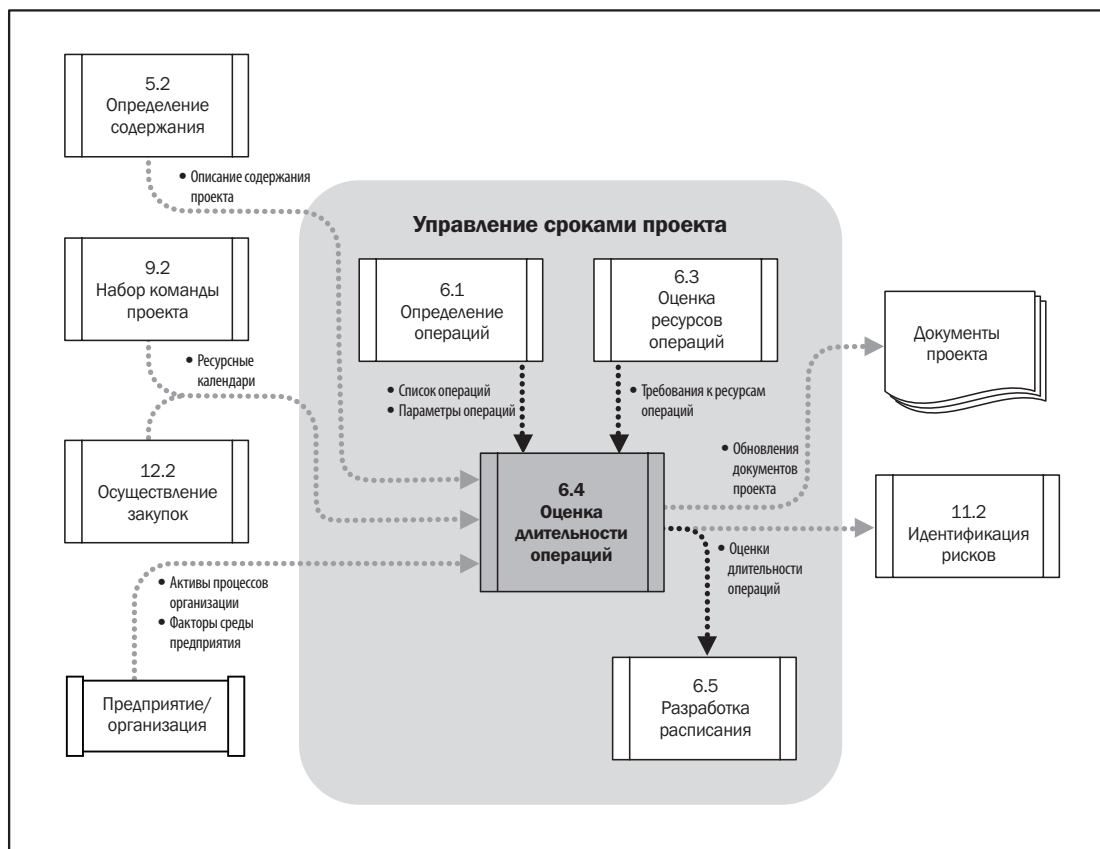 5.2
Определение
содержания
• Описание содержания
проекта
Управление сроками проекта
9.2
Набор команды
проекта
6.1
Определение
операций
6.3
Оценка
ресурсов
операций
Документы
проекта
• Ресурсные
календари
• Список операций
• Параметры операций
• Требования к ресурсам
операций
12.2
Осуществление
закупок
6.4
Оценка
длительности
операций
• Обновления
документов
проекта
11.2
Идентификация
рисков
• Оценки
длительности
операций
• Активы процессов
организации
• Факторы среды
предприятия
Предприятие/
организация
6.5
Разработка
расписания